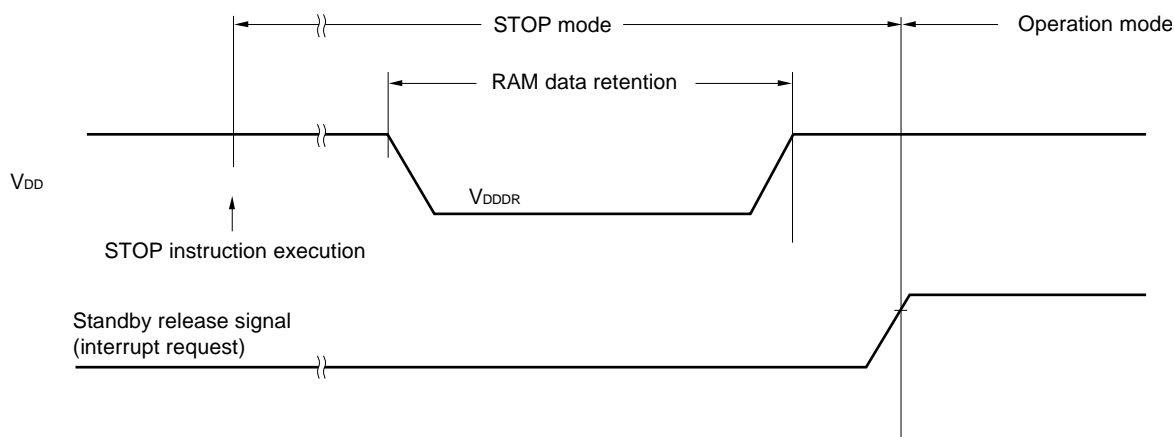 STOP mode
Operation mode
RAM data retention
VDD
VDDDR
STOP instruction execution
Standby release signal
(interrupt request)